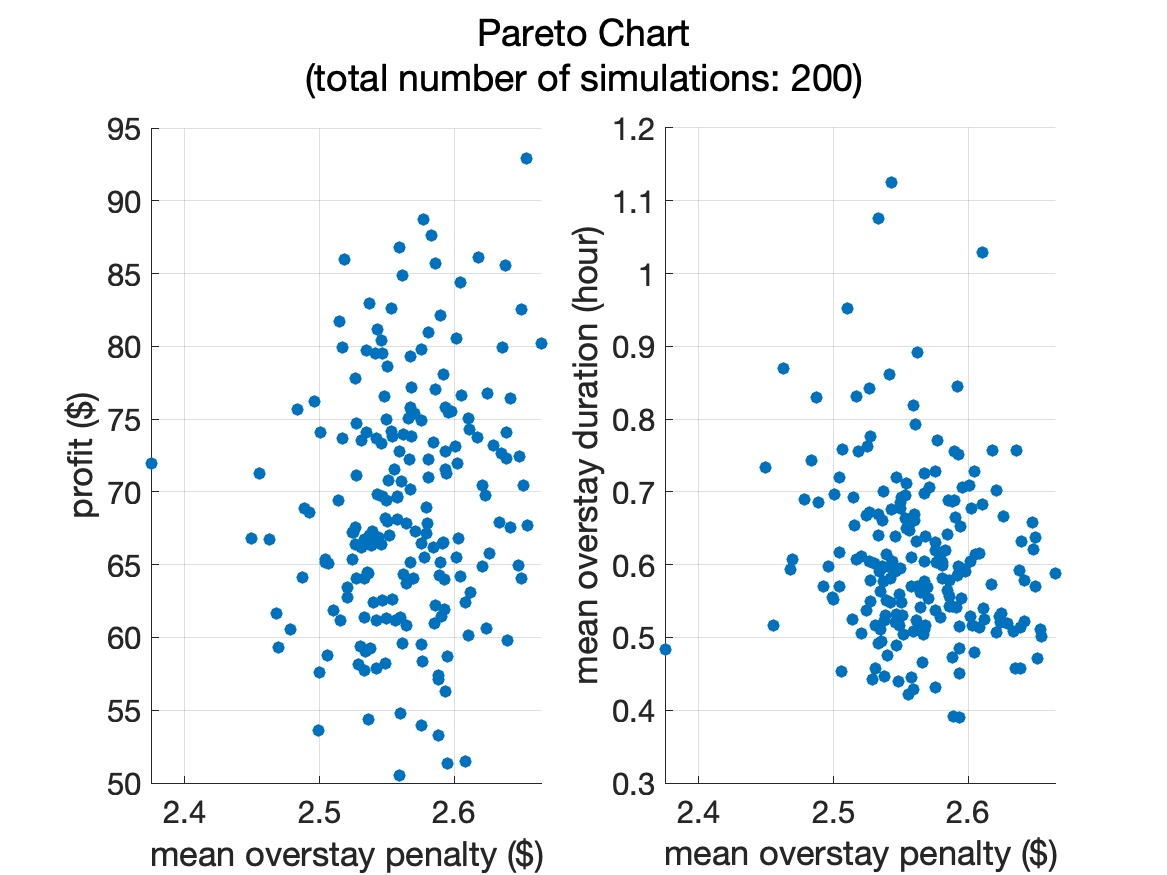 Pareto Chart
(total number of simulations: 200)
95
90
85
80
75
70
65
60
55
50
profit ($)
2.4 2.5 2.6
mean overstay penalty ($)
1.2
1.1
1
0.9
0.8
0.7
0.6
0.5
0.4
0.3
mean overstay duration (hour)
2.4 2.5 2.6
mean overstay penalty ($)